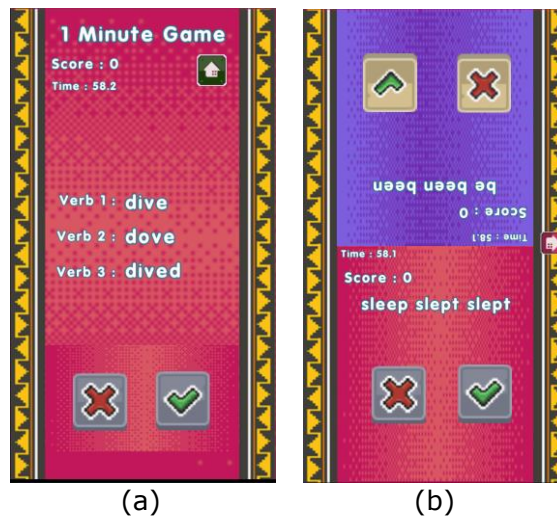 1 Minute Game
Score : 0
Time : 58.2
Verb 1 : dive
Verb 2 : dove
Verb 3 : dived
(a)
Time : 58.1
Score : 0
be been been
Time : 58.1
Score : 0
sleep slept slept
(b)